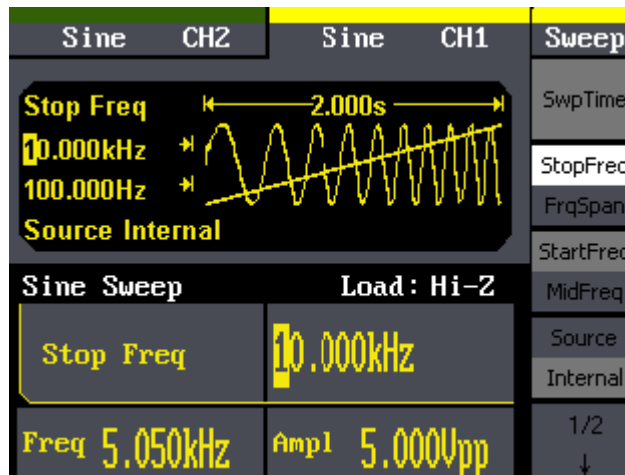 Sine CH2 Sine CH1 Sweep
Stop Freq 2.000s
10.000kHz
100.000Hz
Source Internal
SwpTime
StopFreq
FrqSpan
StartFreq
MidFreq
Source
Internal
1/2
↓
Sine Sweep Load: Hi-Z
Stop Freq 10.000kHz
Freq 5.050kHz Ampl 5.000Vpp